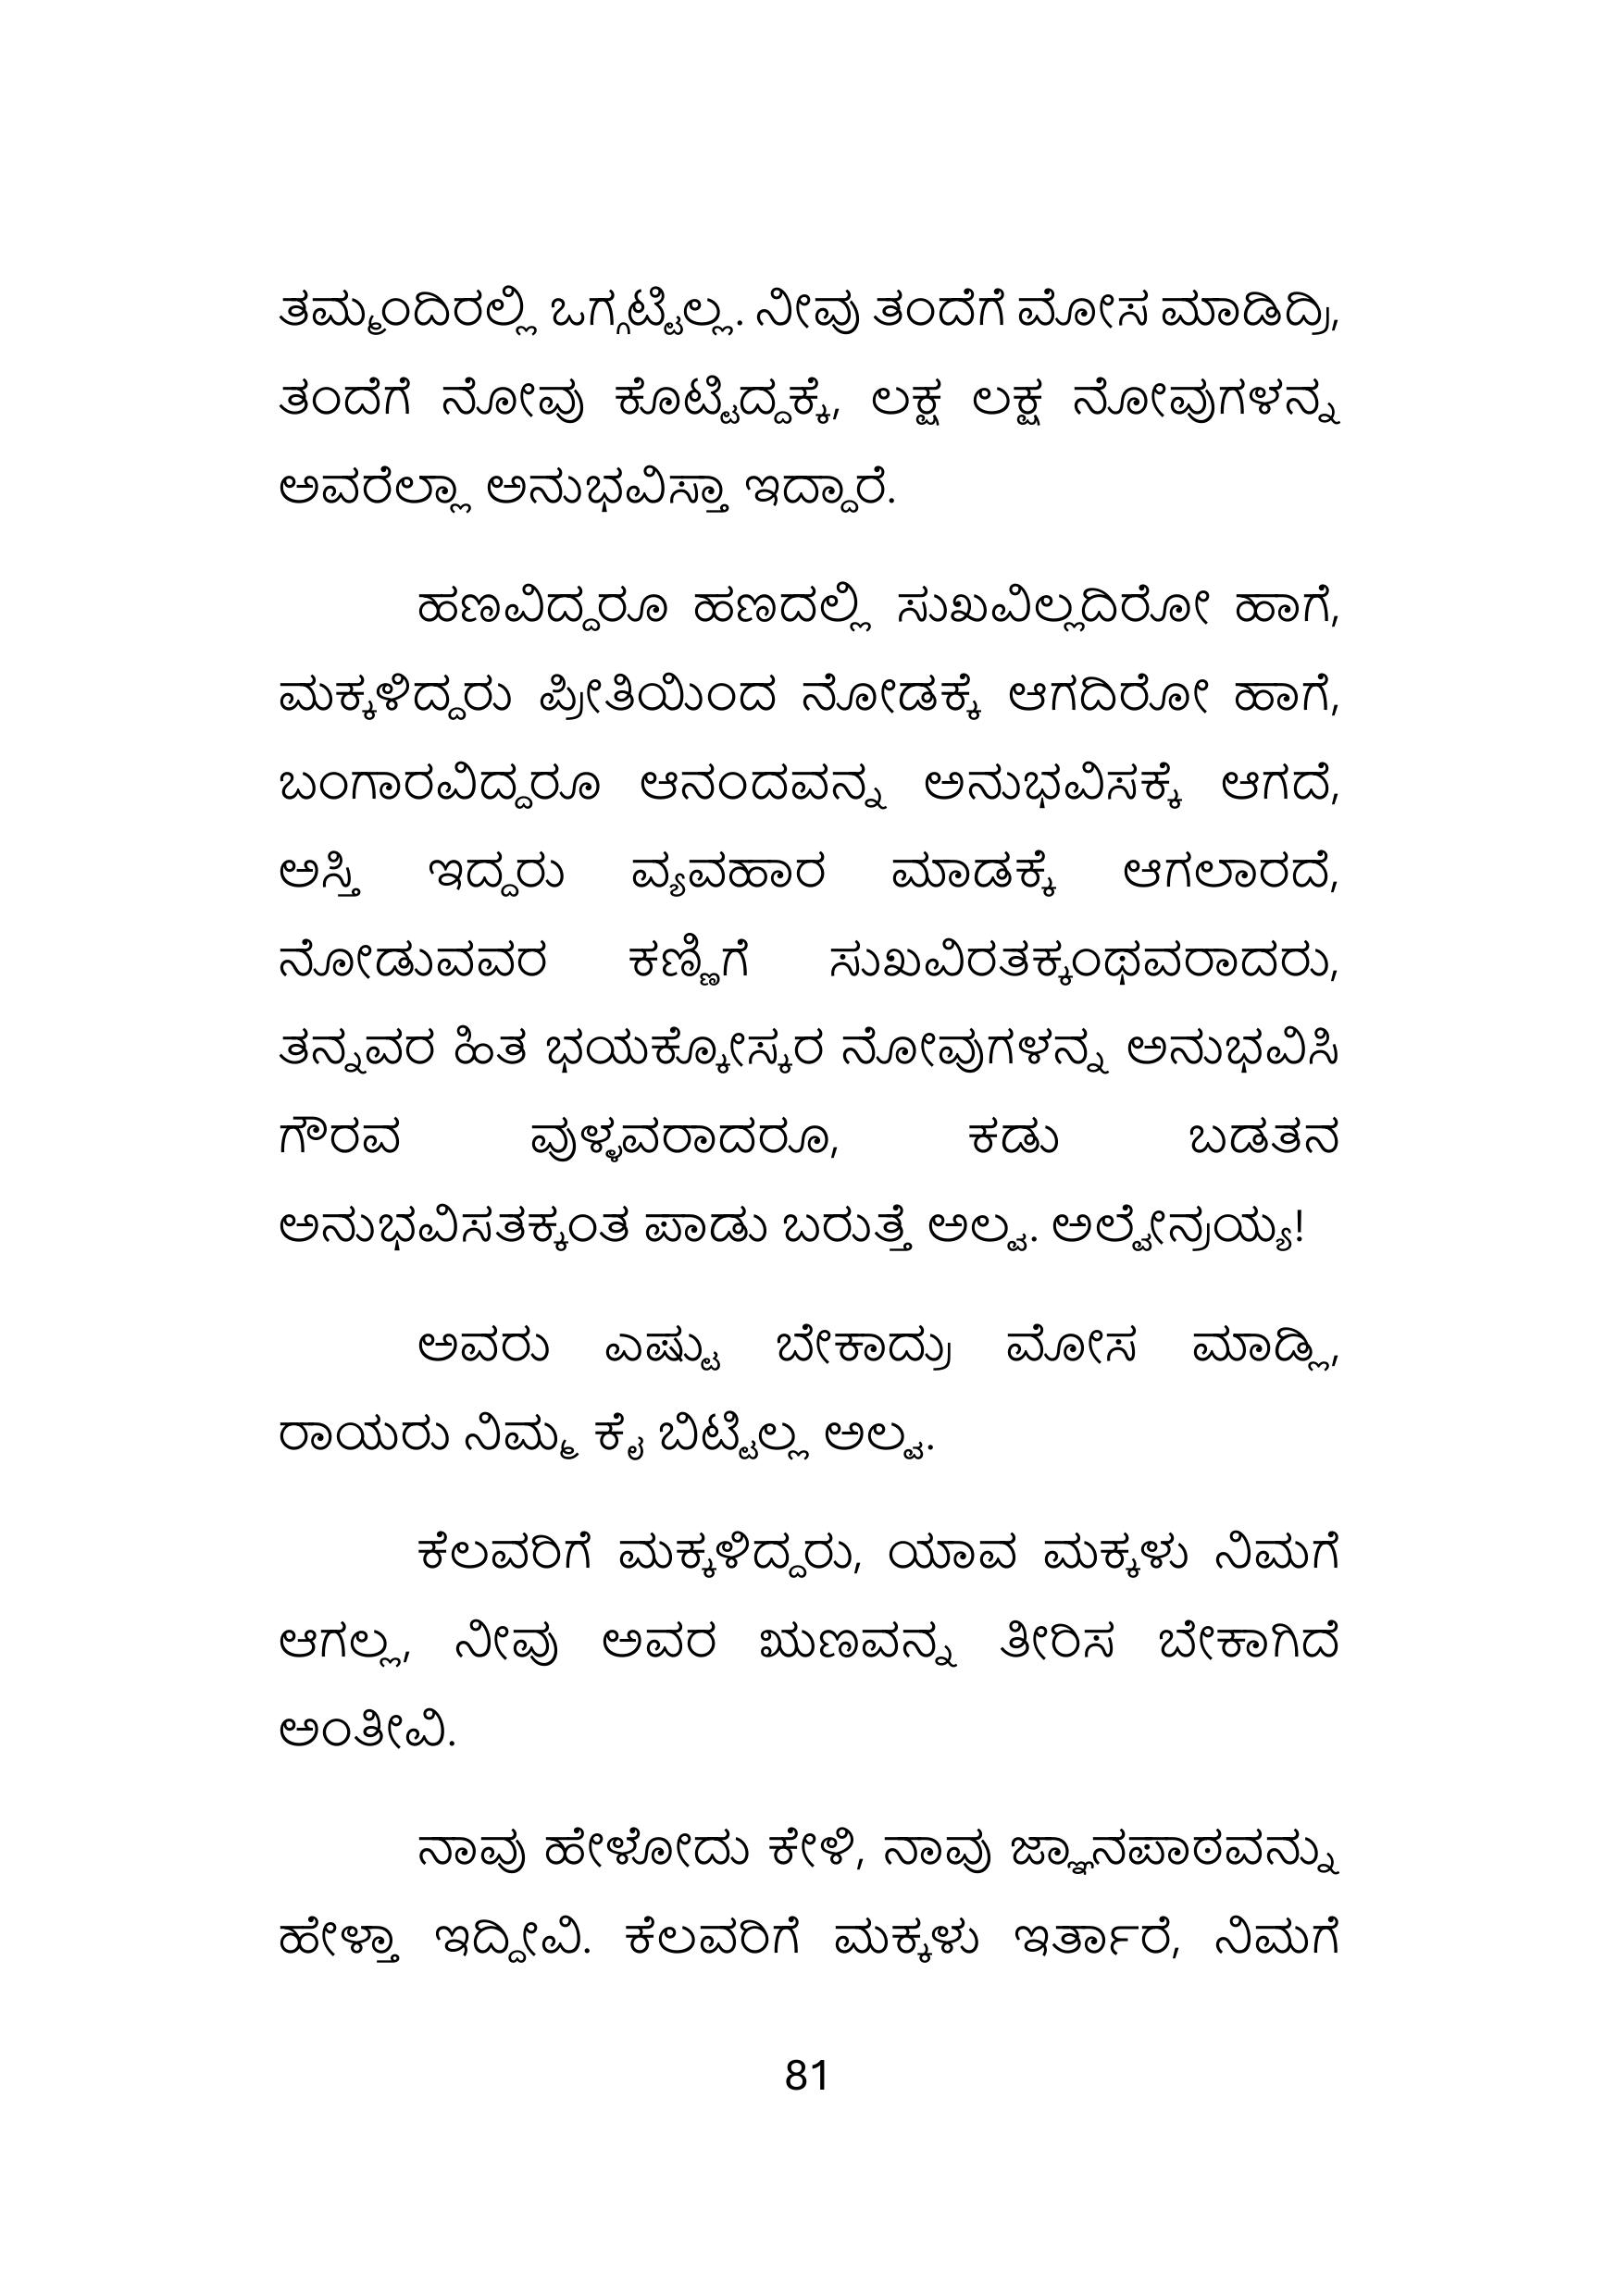 ತಮ್ಮಂದಿರಲ್ಲಿ ಒಗ್ಗಟ್ಟಿಲ್ಲ. ನೀವು ತಂದೆಗೆ ಮೋಸ ಮಾಡಿದ್ರಿ,
ತಂದೆಗೆ ನೋವು ಕೊಟ್ಟಿದ್ದಕ್ಕೆ, ಲಕ್ಷ ಲಕ್ಷ ನೋವುಗಳನ್ನ
ಅವರೆಲ್ಲಾ ಅನುಭವಿಸ್ತಾ ಇದ್ದಾರೆ.
ಹಣವಿದ್ದರೂ ಹಣದಲ್ಲಿ ಸುಖವಿಲ್ಲದಿರೋ ಹಾಗೆ,
ಮಕ್ಕಳಿದ್ದರು ಪ್ರೀತಿಯಿಂದ ನೋಡಕ್ಕೆ ಆಗದಿರೋ ಹಾಗೆ,
ಬಂಗಾರವಿದ್ದರೂ ಆನಂದವನ್ನ ಅನುಭವಿಸಕ್ಕೆ ಆಗದೆ,
ಅಸ್ತಿ ಇದ್ದರು ವ್ಯವಹಾರ ಮಾಡಕ್ಕೆ ಆಗಲಾರದೆ,
ನೋಡುವವರ ಕಣ್ಣಿಗೆ ಸುಖವಿರತಕ್ಕಂಥವರಾದರು,
ತನ್ನವರ ಹಿತ ಭಯಕ್ಕೋಸ್ಕರ ನೋವುಗಳನ್ನ ಅನುಭವಿಸಿ
ಗೌರವ ವುಳ್ಳವರಾದರೂ, ಕಡು ಬಡತನ
ಅನುಭವಿಸತಕ್ಕಂತ ಪಾಡು ಬರುತ್ತೆ ಅಲ್ವ. ಅಲ್ವೇನ್ರಯ್ಯ!
ಅವರು ಎಷ್ಟು ಬೇಕಾದ್ರು ಮೋಸ ಮಾಡ್ಲಿ,
ರಾಯರು ನಿಮ್ಮ ಕೈ ಬಿಟ್ಟಿಲ್ಲ ಅಲ್ವ.
ಕೆಲವರಿಗೆ ಮಕ್ಕಳಿದ್ದರು, ಯಾವ ಮಕ್ಕಳು ನಿಮಗೆ
ಆಗಲ್ಲ, ನೀವು ಅವರ ಋಣವನ್ನ ತೀರಿಸ ಬೇಕಾಗಿದೆ
ಅಂತೀವಿ.
ನಾವು ಹೇಳೋದು ಕೇಳಿ, ನಾವು ಜ್ಞಾನಪಾಠವನ್ನು
ಹೇಳ್ತಾ ಇದ್ದೀವಿ. ಕೆಲವರಿಗೆ ಮಕ್ಕಳು ಇರ್ತಾರೆ, ನಿಮಗೆ
81